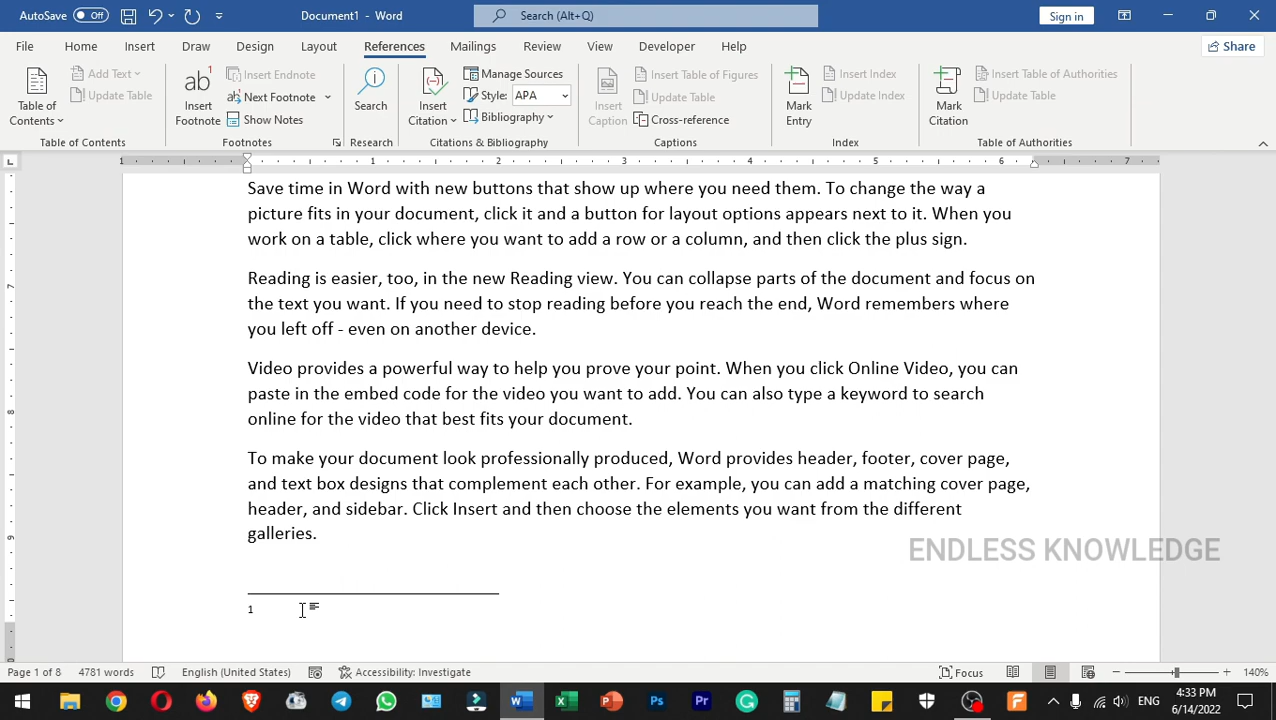 AutoSave Off Document1 - Word Search (Alt+Q) Sign in
File Home Insert Draw Design Layout References Mailings Review View Developer Help Share
Table of Contents
Add Text
Update Table
Table of Contents
ab1
Insert Footnote
Insert Endnote
Next Footnote
Show Notes
Footnotes
Search
Research
Insert Citation
Manage Sources
Style: APA
Bibliography
Citations & Bibliography
Insert Caption
Insert Table of Figures
Update Table
Cross-reference
Captions
Mark Entry
Insert Index
Update Index
Index
Mark Citation
Insert Table of Authorities
Update Table
Table of Authorities
1 1 2 3 4 5 6 7
7
8
9
Save time in Word with new buttons that show up where you need them. To change the way a
picture fits in your document, click it and a button for layout options appears next to it. When you
work on a table, click where you want to add a row or a column, and then click the plus sign.
Reading is easier, too, in the new Reading view. You can collapse parts of the document and focus on
the text you want. If you need to stop reading before you reach the end, Word remembers where
you left off - even on another device.
Video provides a powerful way to help you prove your point. When you click Online Video, you can
paste in the embed code for the video you want to add. You can also type a keyword to search
online for the video that best fits your document.
To make your document look professionally produced, Word provides header, footer, cover page,
and text box designs that complement each other. For example, you can add a matching cover page,
header, and sidebar. Click Insert and then choose the elements you want from the different
galleries.
ENDLESS KNOWLEDGE
1
Page 1 of 8 4781 words English (United States) Accessibility: Investigate Focus 140%
ENG 4:33 PM
6/14/2022